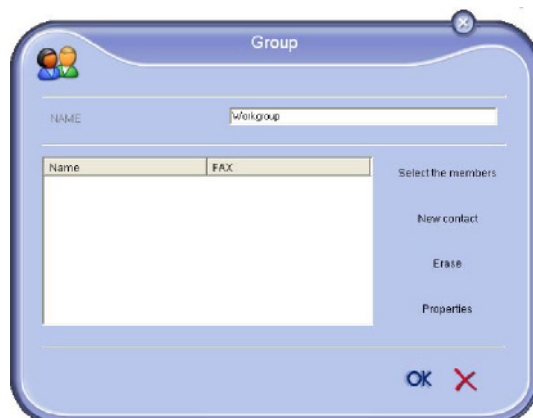 Group
NAME
Workgroup
Name FAX
Select the members
New contact
Erase
Properties
OK